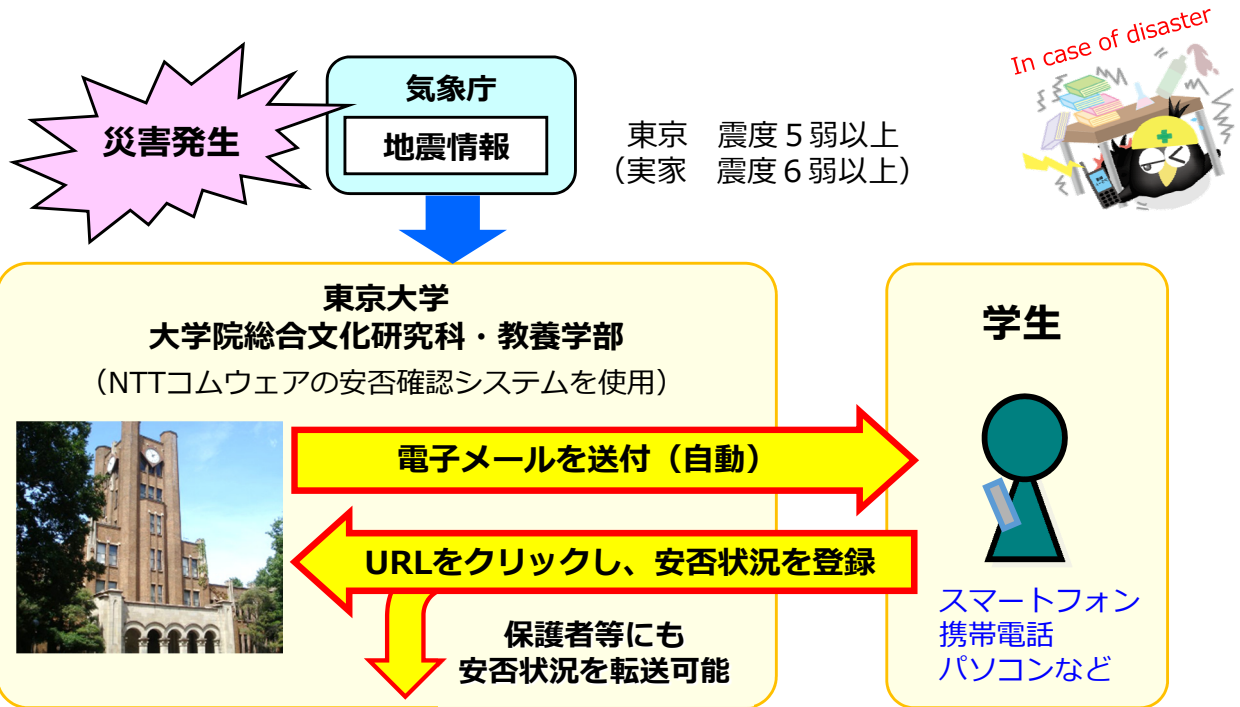 In case of disaster
災害発生
気象庁
地震情報
東京　震度５弱以上
（実家　震度６弱以上）
東京大学
大学院総合文化研究科・教養学部
（NTTコムウェアの安否確認システムを使用）
学生
電子メールを送付（自動）
URLをクリックし、安否状況を登録
保護者等にも
安否状況を転送可能
スマートフォン
携帯電話
パソコンなど